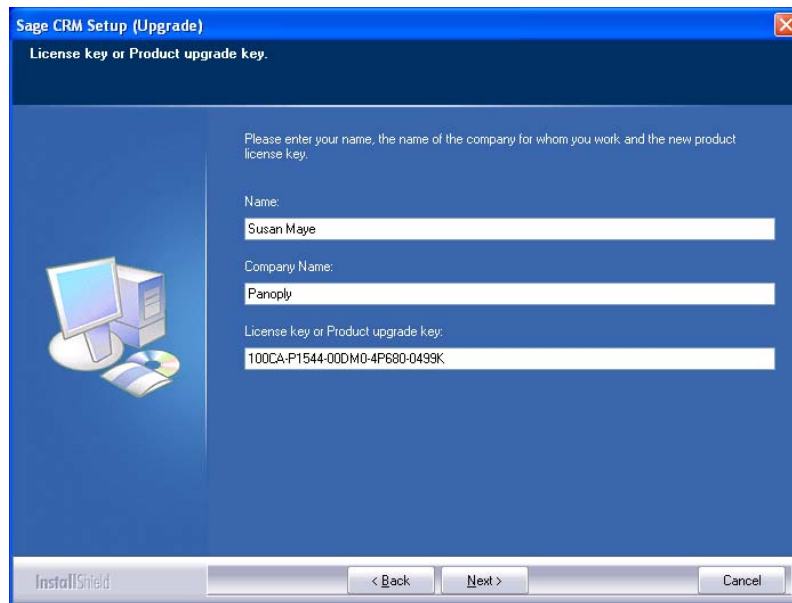 Sage CRM Setup (Upgrade)
License key or Product upgrade key.
Please enter your name, the name of the company for whom you work and the new product
license key.
Name:
Susan Maye
Company Name:
Panoply
License key or Product upgrade key:
100CA-P1544-00DM0-4P680-0499K
InstallShield
< Back
Next >
Cancel